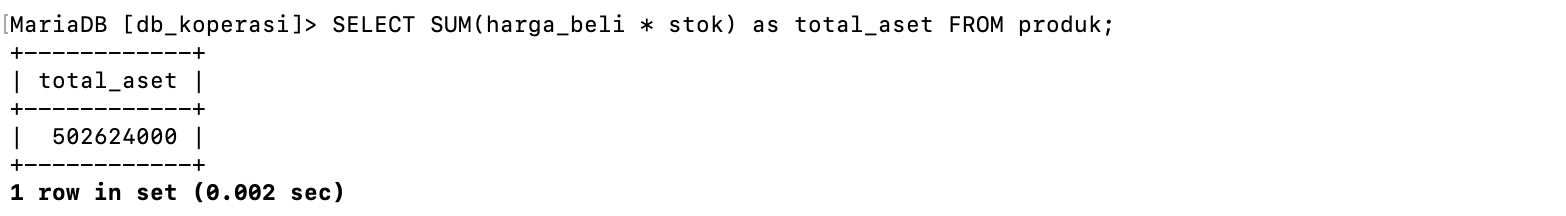 [MariaDB [db_koperasi]> SELECT SUM(harga_beli * stok) as total_aset FROM produk;
+------------+
| total_aset |
+------------+
|  502624000 |
+------------+
1 row in set (0.002 sec)